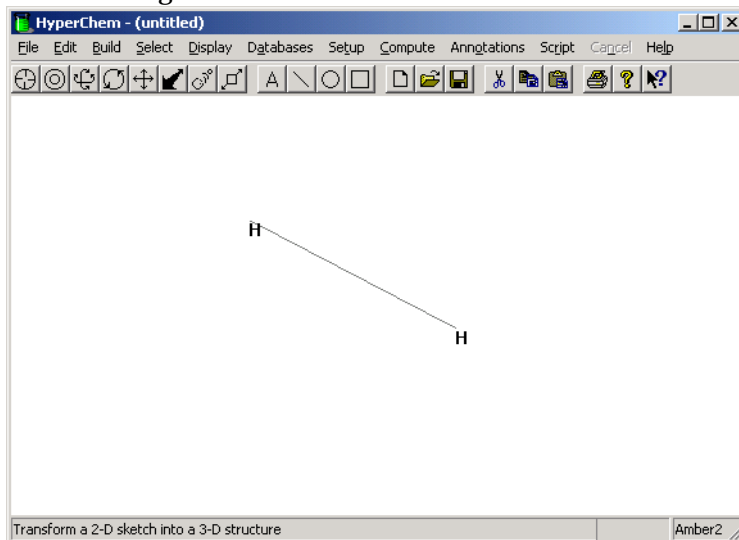 HyperChem - (untitled)
File Edit Build Select Display Databases Setup Compute Annotations Script Cancel Help
A
H
H
Transform a 2-D sketch into a 3-D structure Amber2